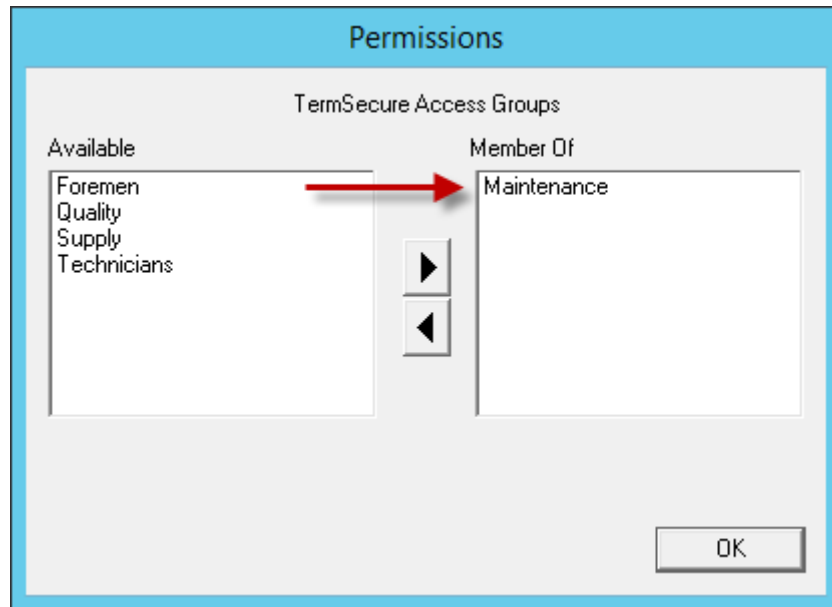 Permissions
TermSecure Access Groups
Available
Member Of
Foremen
Quality
Supply
Technicians
Maintenance
OK